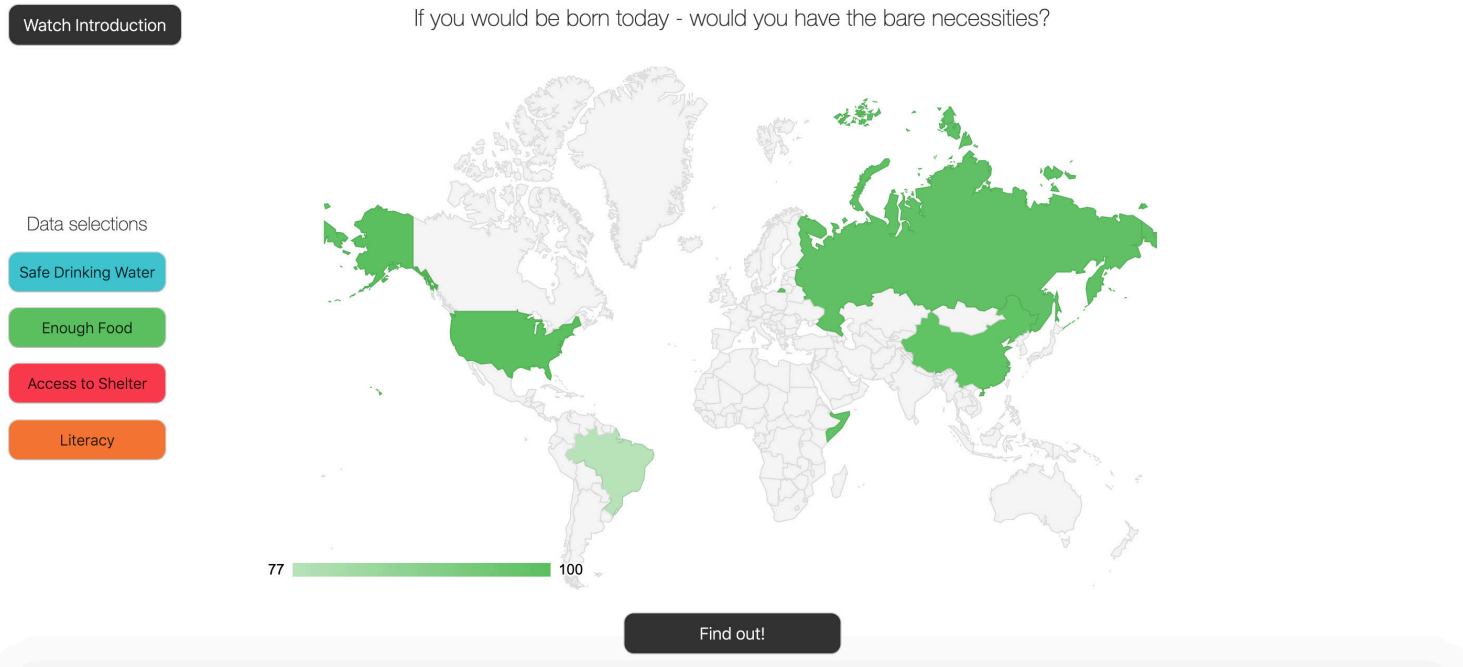 Watch Introduction
If you would be born today - would you have the bare necessities?
Data selections
Safe Drinking Water
Enough Food
Access to Shelter
Literacy
77
100
Find out!